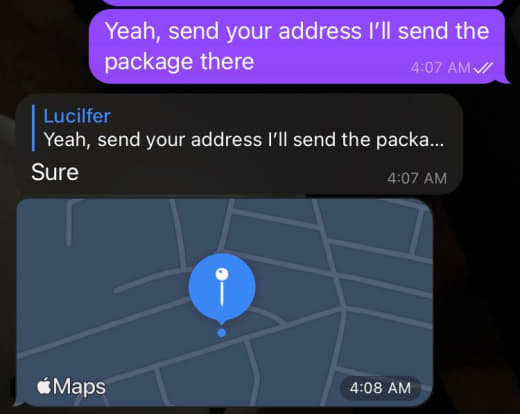 Yeah, send your address I'll send the
package there
4:07 AM
Lucilfer
Yeah, send your address I'll send the packa...
Sure
4:07 AM
Maps
4:08 AM